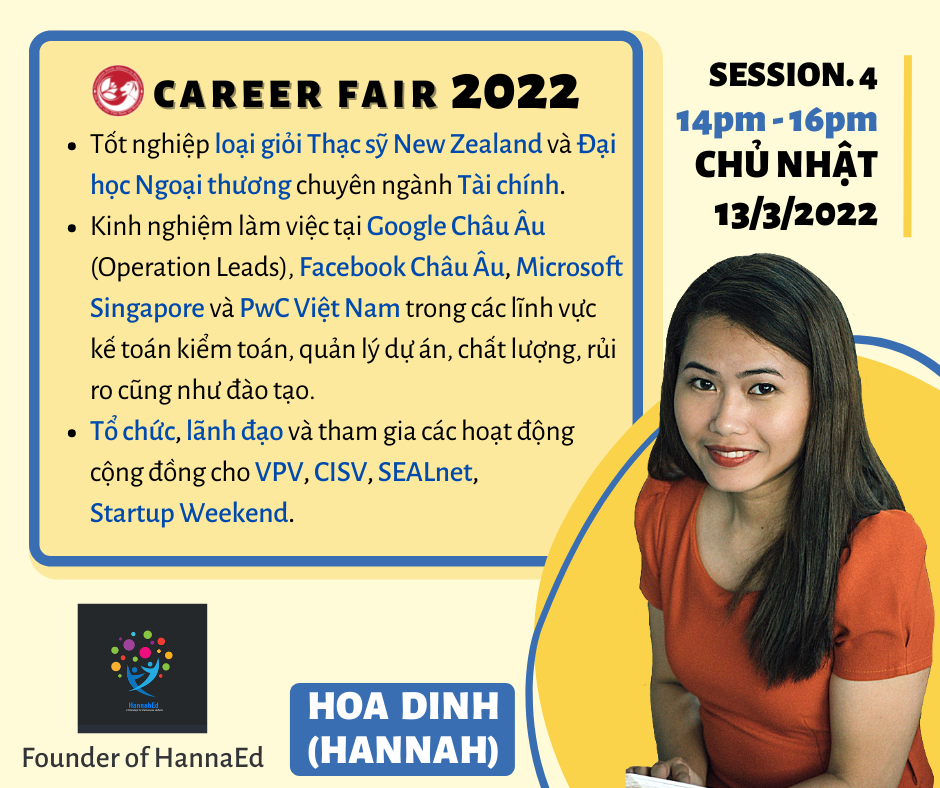 CAREER FAIR 2022
Tốt nghiệp loại giỏi Thạc sỹ New Zealand và Đại
học Ngoại thương chuyên ngành Tài chính.
Kinh nghiệm làm việc tại Google Châu Âu
(Operation Leads), Facebook Châu Âu, Microsoft
Singapore và PwC Việt Nam trong các lĩnh vực
kế toán kiểm toán, quản lý dự án, chất lượng, rủi
ro cũng như đào tạo.
Tổ chức, lãnh đạo và tham gia các hoạt động
cộng đồng cho VPV, CISV, SEALnet,
Startup Weekend.
SESSION. 4
14pm - 16pm
CHỦ NHẬT
13/3/2022
HannahEd
Founder of HannaEd
HOA DINH
(HANNAH)